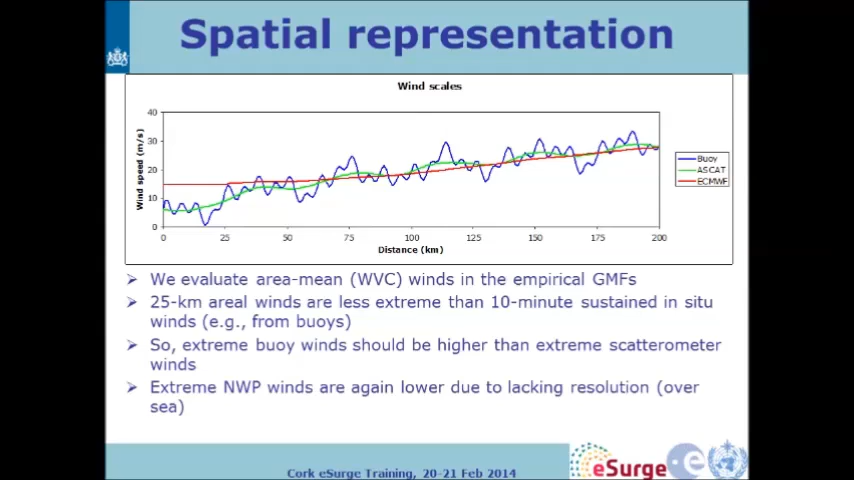 Spatial representation
Wind scales
Wind speed (m/s)
40
30
20
10
0
0 25 50 75 100 125 150 175 200
Distance (km)
Buoy
ASCAT
ECMWF
➢ We evaluate area-mean (WVC) winds in the empirical GMFs
➢ 25-km areal winds are less extreme than 10-minute sustained in situ
winds (e.g., from buoys)
➢ So, extreme buoy winds should be higher than extreme scatterometer
winds
➢ Extreme NWP winds are again lower due to lacking resolution (over
sea)
Cork eSurge Training, 20-21 Feb 2014
eSurge